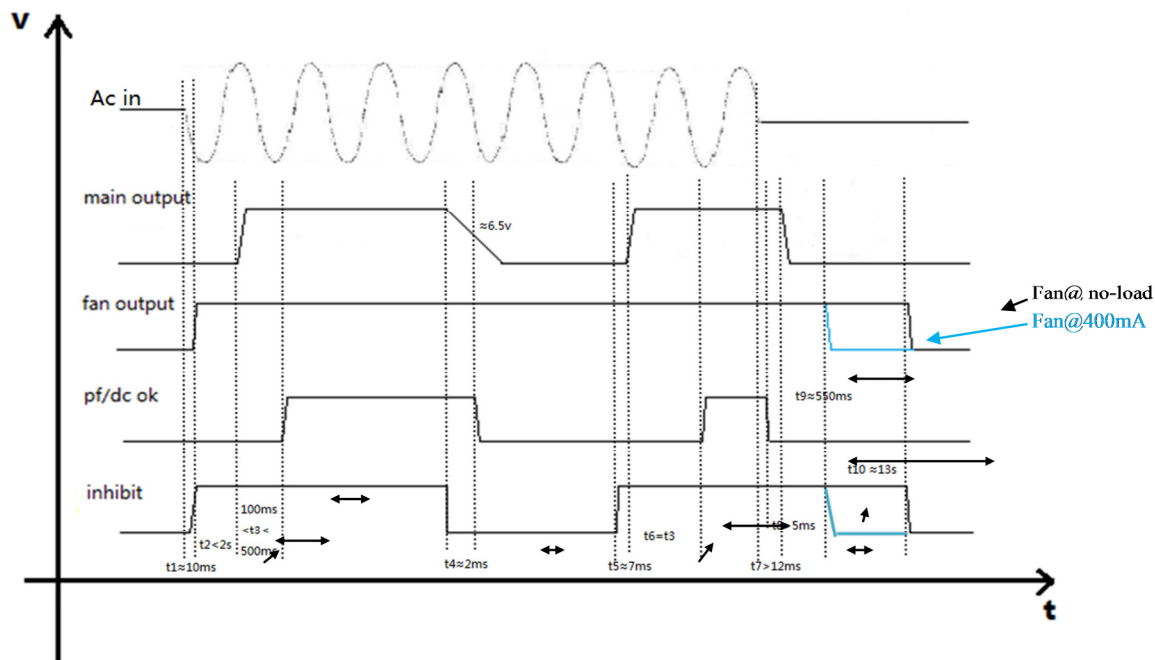 V
Ac in
main output
≈6.5v
fan output
Fan@ no-load
Fan@400mA
pf/dc ok
t9≈550ms
t10 ≈13s
inhibit
100ms
<t3<
500ms
t2<2s
t6=t3
5ms
t1≈10ms
t4≈2ms
t5≈7ms
t7>12ms
t